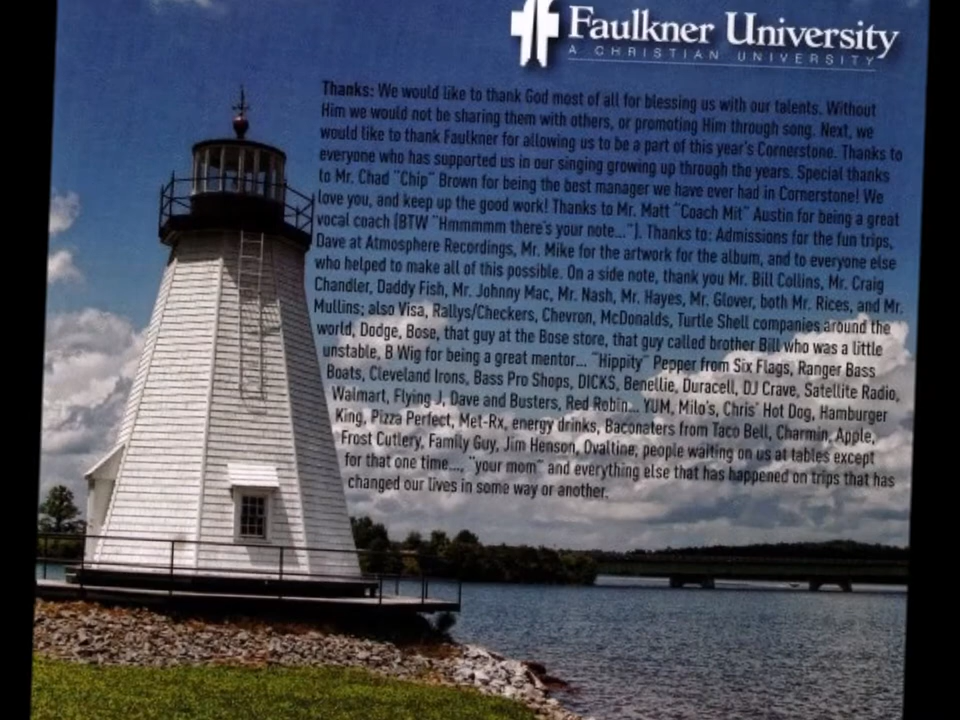 Faulkner University
A CHRISTIAN UNIVERSITY
Thanks: We would like to thank God most of all for blessing us with our talents. Without
Him we would not be sharing them with others, or promoting Him through song. Next, we
would like to thank Faulkner for allowing us to be a part of this year's Cornerstone. Thanks to
everyone who has supported us in our singing growing up through the years. Special thanks
to Mr. Chad "Chip" Brown for being the best manager we have ever had in Cornerstone! We
love you, and keep up the good work! Thanks to Mr. Matt "Coach Mit" Austin for being a great
vocal coach (BTW "Hmmmmm there's your note..."). Thanks to: Admissions for the fun trips,
Dave at Atmosphere Recordings, Mr. Mike for the artwork for the album, and to everyone else
who helped to make all of this possible. On a side note, thank you Mr. Bill Collins, Mr. Craig
Chandler, Daddy Fish, Mr. Johnny Mac, Mr. Nash, Mr. Hayes, Mr. Glover, both Mr. Rices, and Mr.
Mullins; also Visa, Rallys/Checkers, Chevron, McDonalds, Turtle Shell companies around the
world, Dodge, Bose, that guy at the Bose store, that guy called brother Bill who was a little
unstable, B Wig for being a great mentor... "Hippity" Pepper from Six Flags, Ranger Bass
Boats, Cleveland Irons, Bass Pro Shops, DICKS, Benellie, Duracell, DJ Crave, Satellite Radio,
Walmart, Flying J, Dave and Busters, Red Robin... YUM, Milo's, Chris' Hot Dog, Hamburger
King, Pizza Perfect, Met-Rx, energy drinks, Baconaters from Taco Bell, Charmin, Apple,
Frost Cutlery, Family Guy, Jim Henson, Ovaltine, people waiting on us at tables except
for that one time..., "your mom" and everything else that has happened on trips that has
changed our lives in some way or another.